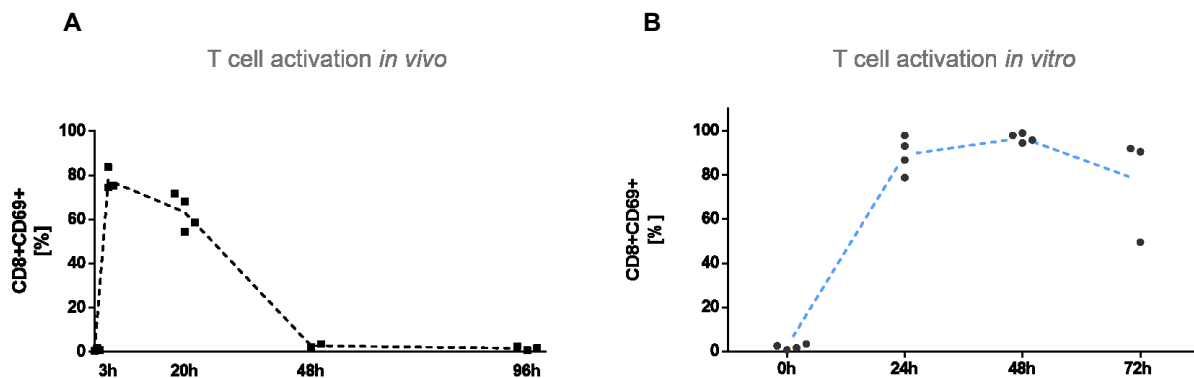 A
T cell activation in vivo
CD8+CD69+
[%]
100
80
60
40
20
0
3h 20h 48h 96h
B
T cell activation in vitro
CD8+CD69+
[% ]
100
80
60
40
20
0
0h 24h 48h 72h